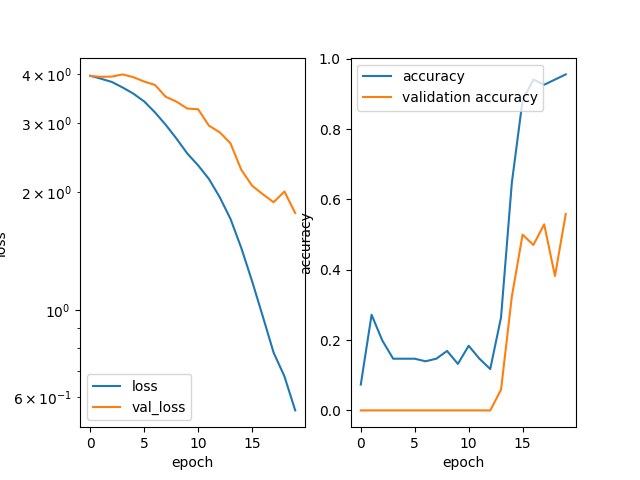 4 × 10⁰
3 × 10⁰
2 × 10⁰
10⁰
6 × 10⁻¹
loss
loss
val_loss
0
5
10
15
epoch
1.0
0.8
0.6
0.4
0.2
0.0
accuracy
accuracy
validation accuracy
0
5
10
15
epoch